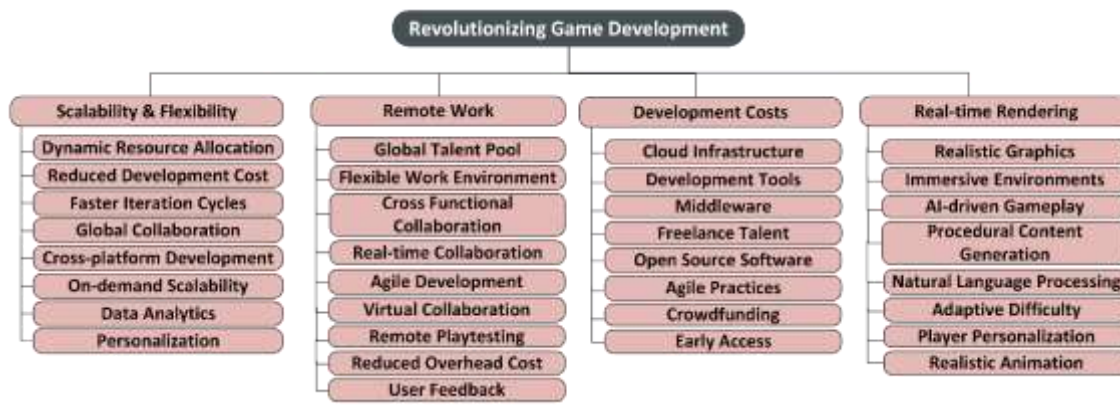 Revolutionizing Game Development
Scalability & Flexibility
Dynamic Resource Allocation
Reduced Development Cost
Faster Iteration Cycles
Global Collaboration
Cross-platform Development
On-demand Scalability
Data Analytics
Personalization
Remote Work
Global Talent Pool
Flexible Work Environment
Cross Functional
Collaboration
Real-time Collaboration
Agile Development
Virtual Collaboration
Remote Playtesting
Reduced Overhead Cost
User Feedback
Development Costs
Cloud Infrastructure
Development Tools
Middleware
Freelance Talent
Open Source Software
Agile Practices
Crowdfunding
Early Access
Real-time Rendering
Realistic Graphics
Immersive Environments
AI-driven Gameplay
Procedural Content
Generation
Natural Language Processing
Adaptive Difficulty
Player Personalization
Realistic Animation